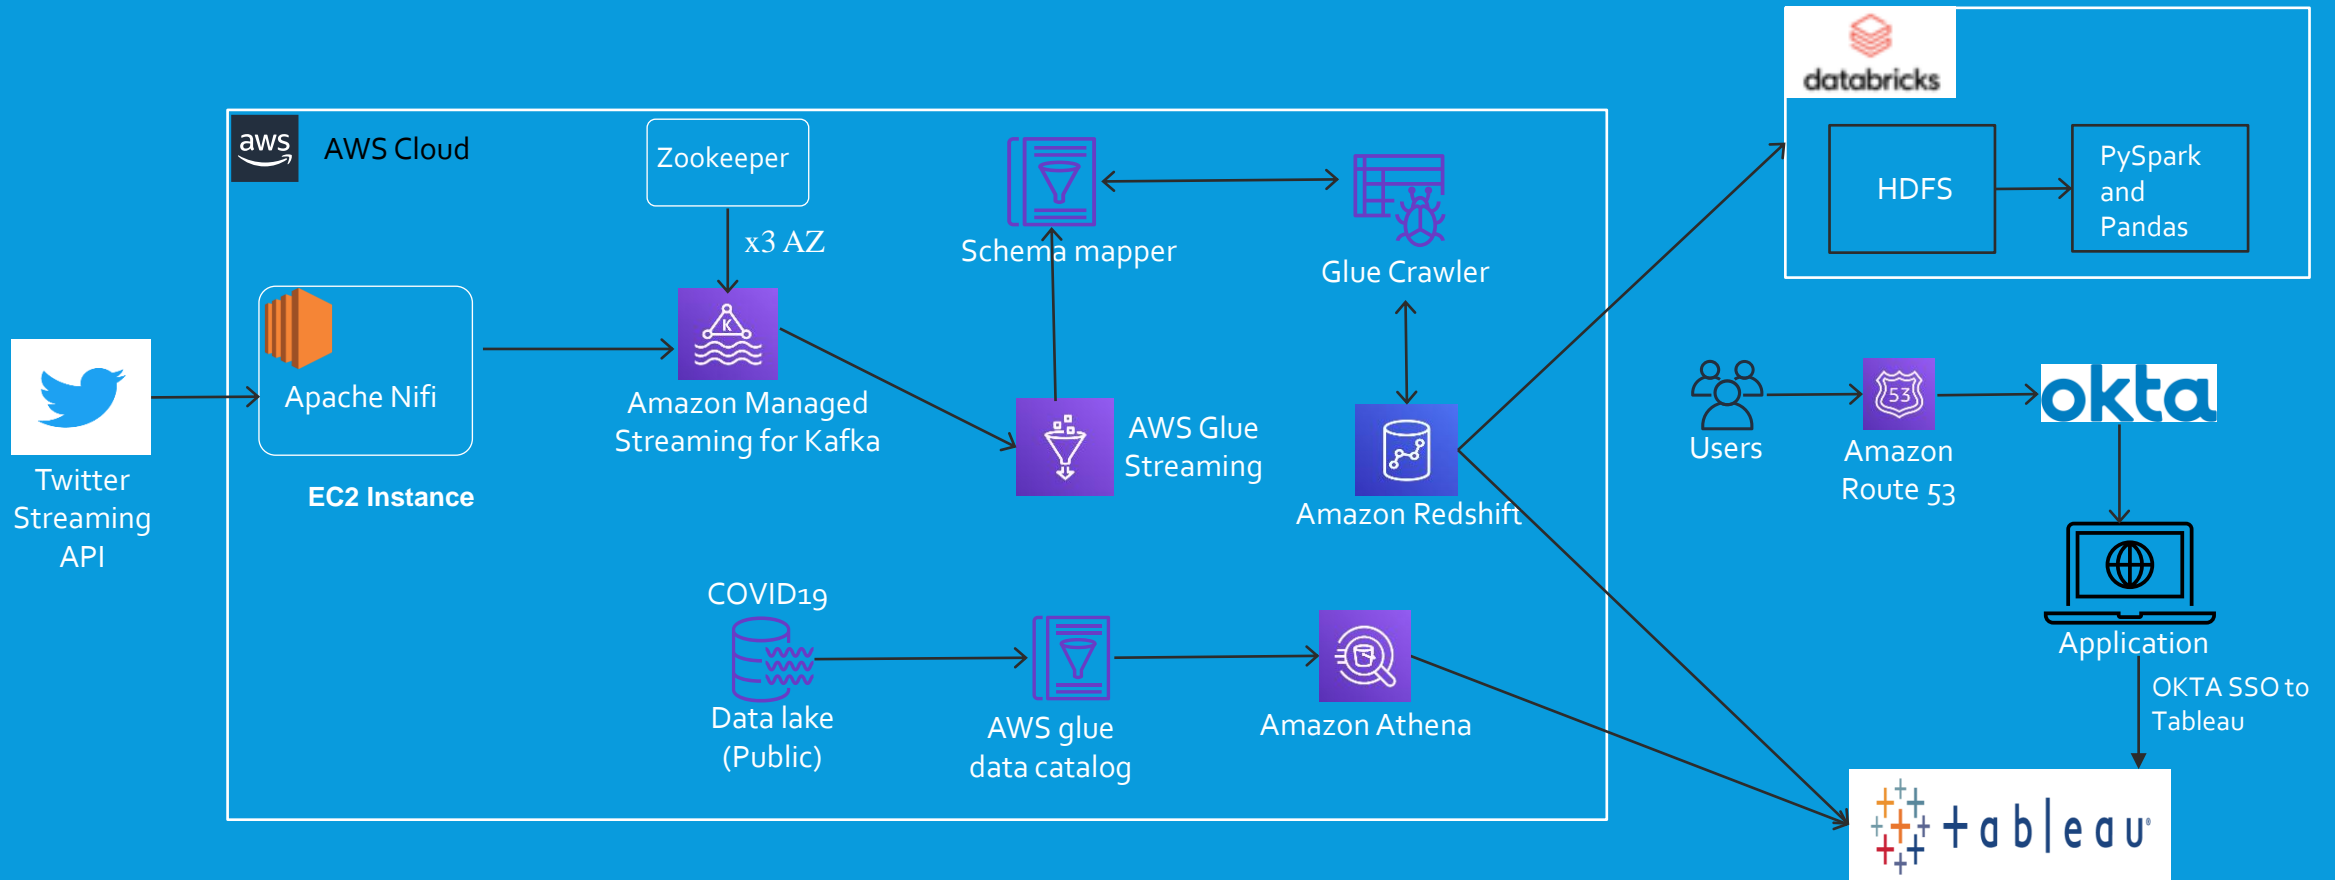 databricks
HDFS
PySpark
and
Pandas
aws
AWS Cloud
Zookeeper
x3 AZ
Schema mapper
Glue Crawler
Apache Nifi
EC2 Instance
Twitter
Streaming
API
K
Amazon Managed
Streaming for Kafka
AWS Glue
Streaming
Amazon Redshift
Users
53
Amazon
Route 53
okta
Application
OKTA SSO to
Tableau
COVID19
Data lake
(Public)
AWS glue
data catalog
Amazon Athena
+ableau®